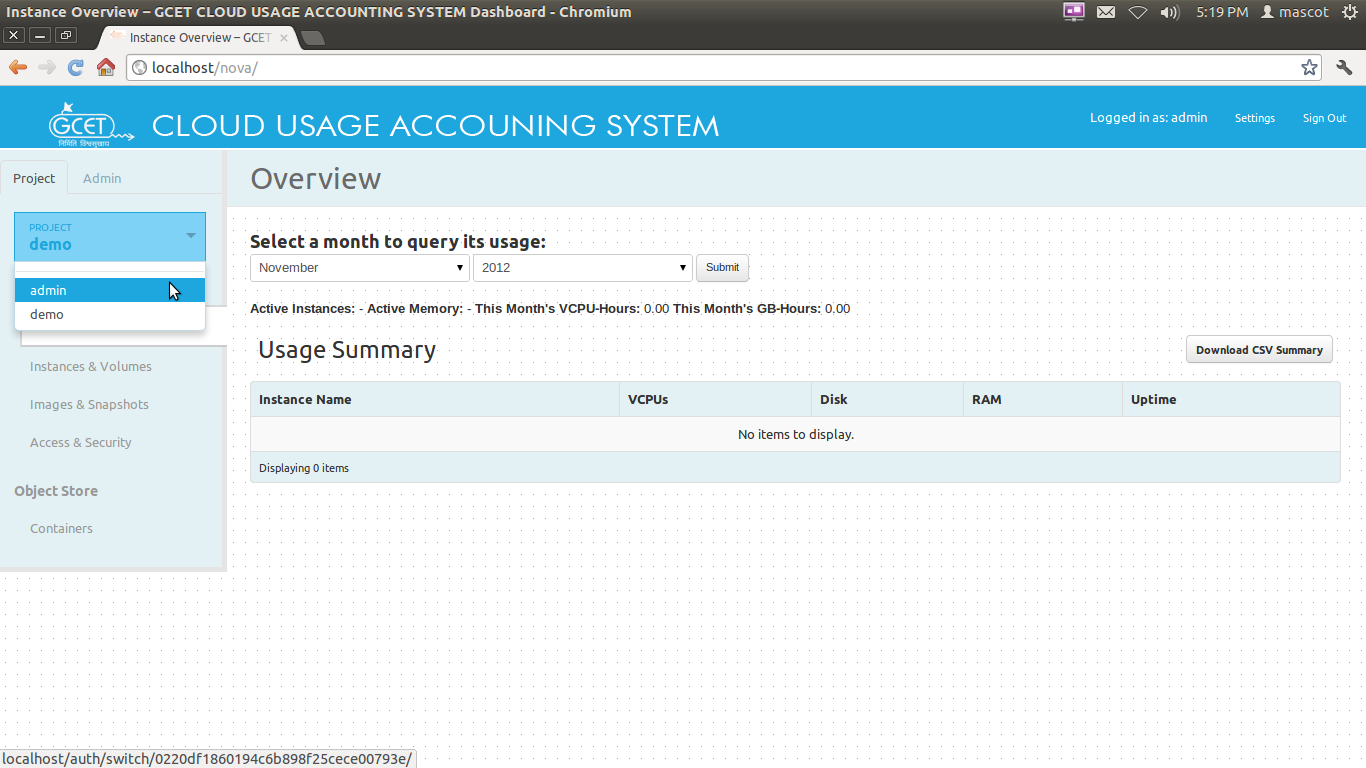 Instance Overview – GCET CLOUD USAGE ACCOUNTING SYSTEM Dashboard - Chromium
5:19 PM mascot
Instance Overview – GCET
localhost/nova/
GCET
निर्मिति विश्वसुखाय
CLOUD USAGE ACCOUNING SYSTEM
Logged in as: admin Settings Sign Out
Project Admin
Overview
PROJECT
demo
admin
demo
Instances & Volumes
Images & Snapshots
Access & Security
Object Store
Containers
Select a month to query its usage:
November 2012 Submit
Active Instances: - Active Memory: - This Month's VCPU-Hours: 0.00 This Month's GB-Hours: 0.00
Usage Summary
Download CSV Summary
Instance Name VCPUs Disk RAM Uptime
No items to display.
Displaying 0 items
localhost/auth/switch/0220df1860194c6b898f25cece00793e/